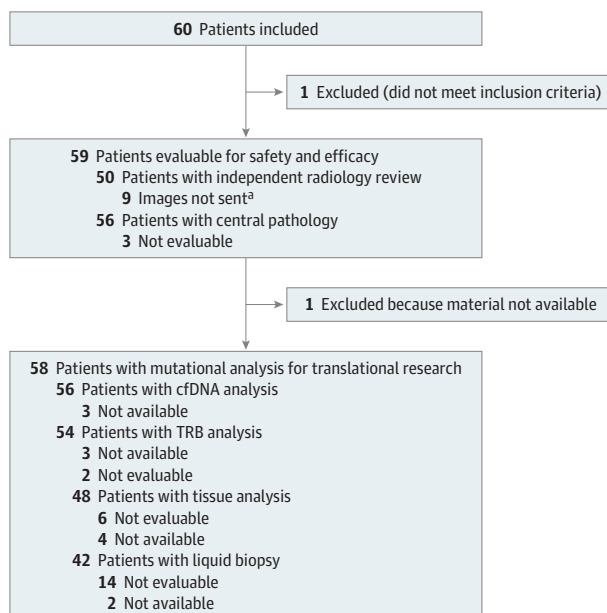 60 Patients included
1 Excluded (did not meet inclusion criteria)
59 Patients evaluable for safety and efficacy
50 Patients with independent radiology review
9 Images not sentᵃ
56 Patients with central pathology
3 Not evaluable
1 Excluded because material not available
58 Patients with mutational analysis for translational research
56 Patients with cfDNA analysis
3 Not available
54 Patients with TRB analysis
3 Not available
2 Not evaluable
48 Patients with tissue analysis
6 Not evaluable
4 Not available
42 Patients with liquid biopsy
14 Not evaluable
2 Not available